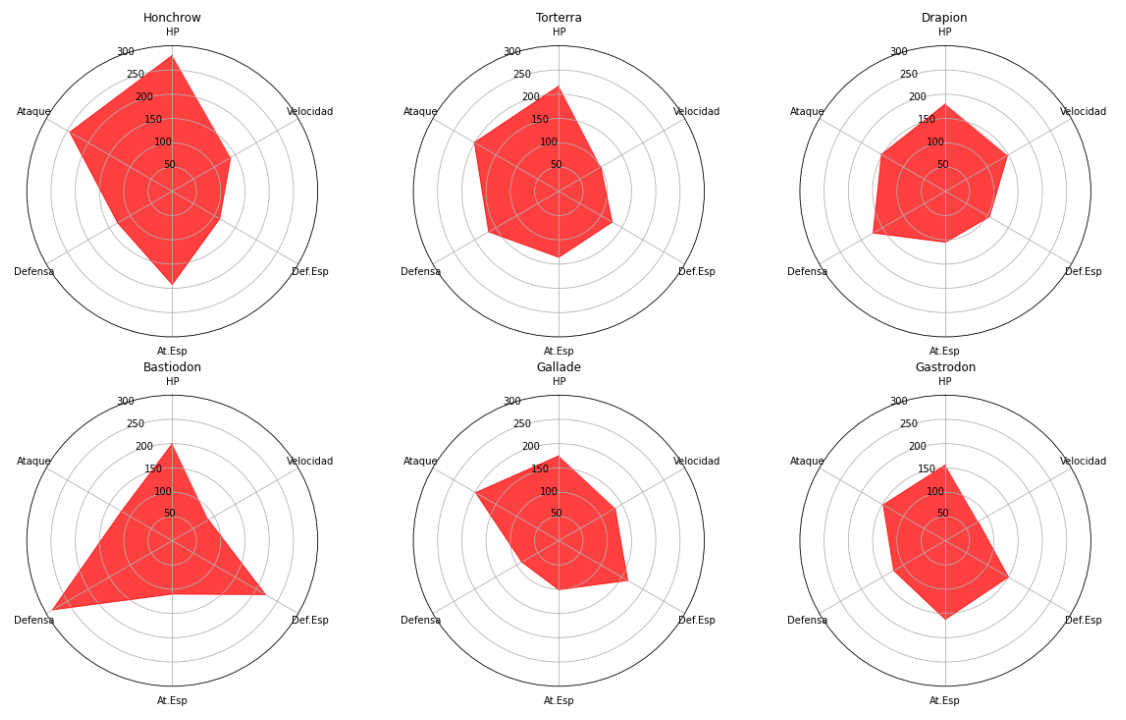 Honchrow
HP
300
250
200
150
100
50
Ataque
Velocidad
Defensa
Def.Esp
At.Esp
Torterra
HP
300
250
200
150
100
50
Ataque
Velocidad
Defensa
Def.Esp
At.Esp
Drapion
HP
300
250
200
150
100
50
Ataque
Velocidad
Defensa
Def.Esp
At.Esp
Bastiodon
HP
300
250
200
150
100
50
Ataque
Velocidad
Defensa
Def.Esp
At.Esp
Gallade
HP
300
250
200
150
100
50
Ataque
Velocidad
Defensa
Def.Esp
At.Esp
Gastrodon
HP
300
250
200
150
100
50
Ataque
Velocidad
Defensa
Def.Esp
At.Esp